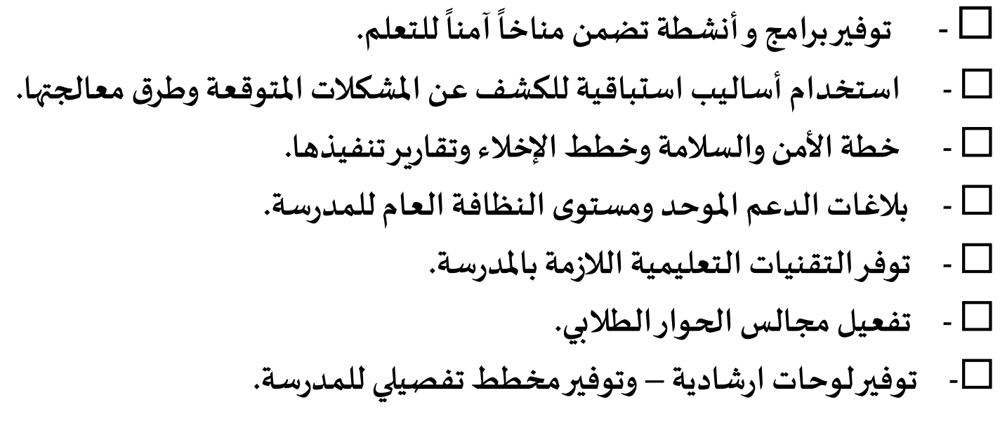 ☐ - توفير برامج و أنشطة تضمن مناخاً آمناً للتعلم.
☐ - استخدام أساليب استباقية للكشف عن المشكلات المتوقعة وطرق معالجتها.
☐ - خطة الأمن والسلامة وخطط الإخلاء وتقارير تنفيذها.
☐ - بلاغات الدعم الموحد ومستوى النظافة العام للمدرسة.
☐ - توفر التقنيات التعليمية اللازمة بالمدرسة.
☐ - تفعيل مجالس الحوار الطلابي.
☐ - توفير لوحات ارشادية – وتوفير مخطط تفصيلي للمدرسة.